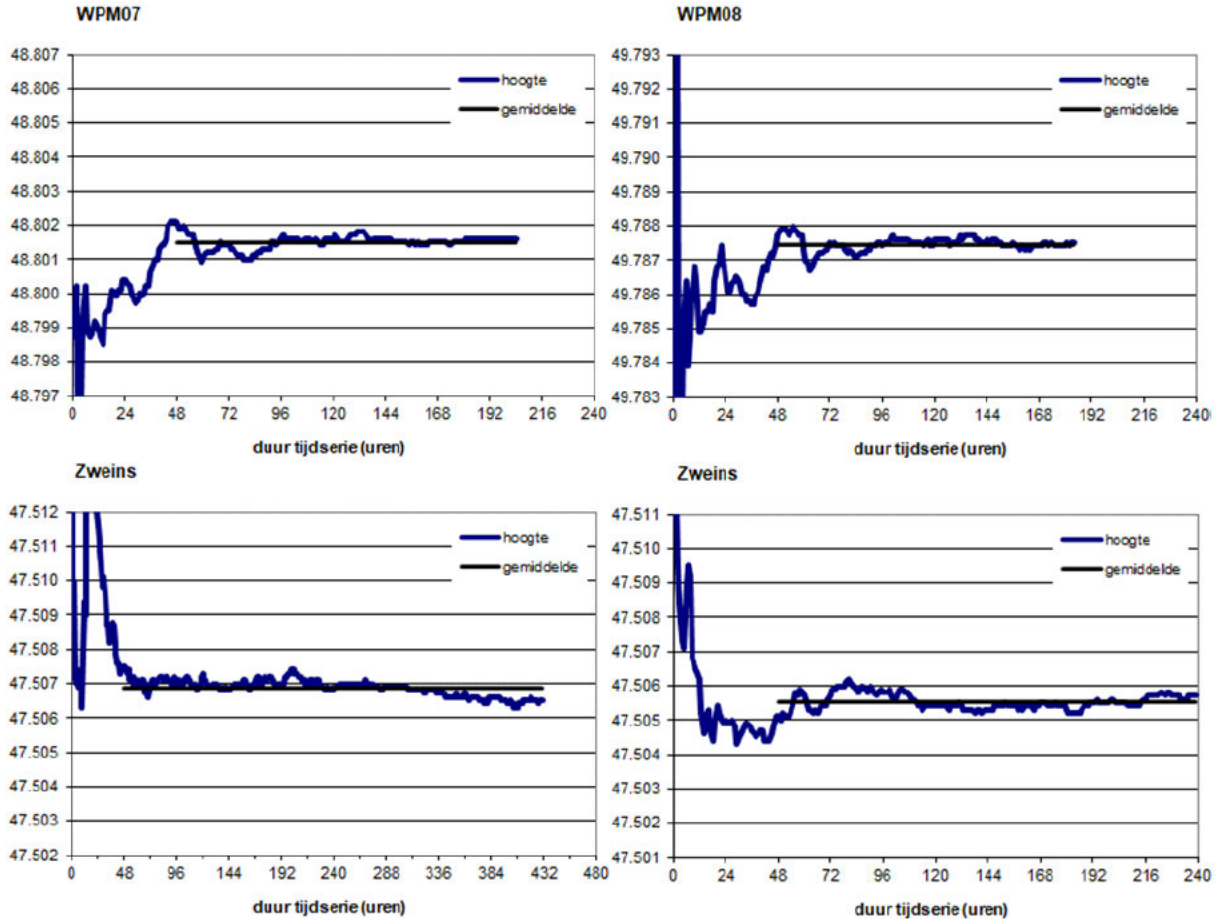 WPM07
48.807
48.806
48.805
48.804
48.803
48.802
48.801
48.800
48.799
48.798
48.797
hoogte
gemiddelde
0 24 48 72 96 120 144 168 192 216 240
duur tijdserie (uren)
WPM08
49.793
49.792
49.791
49.790
49.789
49.788
49.787
49.786
49.785
49.784
49.783
hoogte
gemiddelde
0 24 48 72 96 120 144 168 192 216 240
duur tijdserie (uren)
Zweins
47.512
47.511
47.510
47.509
47.508
47.507
47.506
47.505
47.504
47.503
47.502
hoogte
gemiddelde
0 48 96 144 192 240 288 336 384 432 480
duur tijdserie (uren)
Zweins
47.511
47.510
47.509
47.508
47.507
47.506
47.505
47.504
47.503
47.502
47.501
hoogte
gemiddelde
0 24 48 72 96 120 144 168 192 216 240
duur tijdserie (uren)